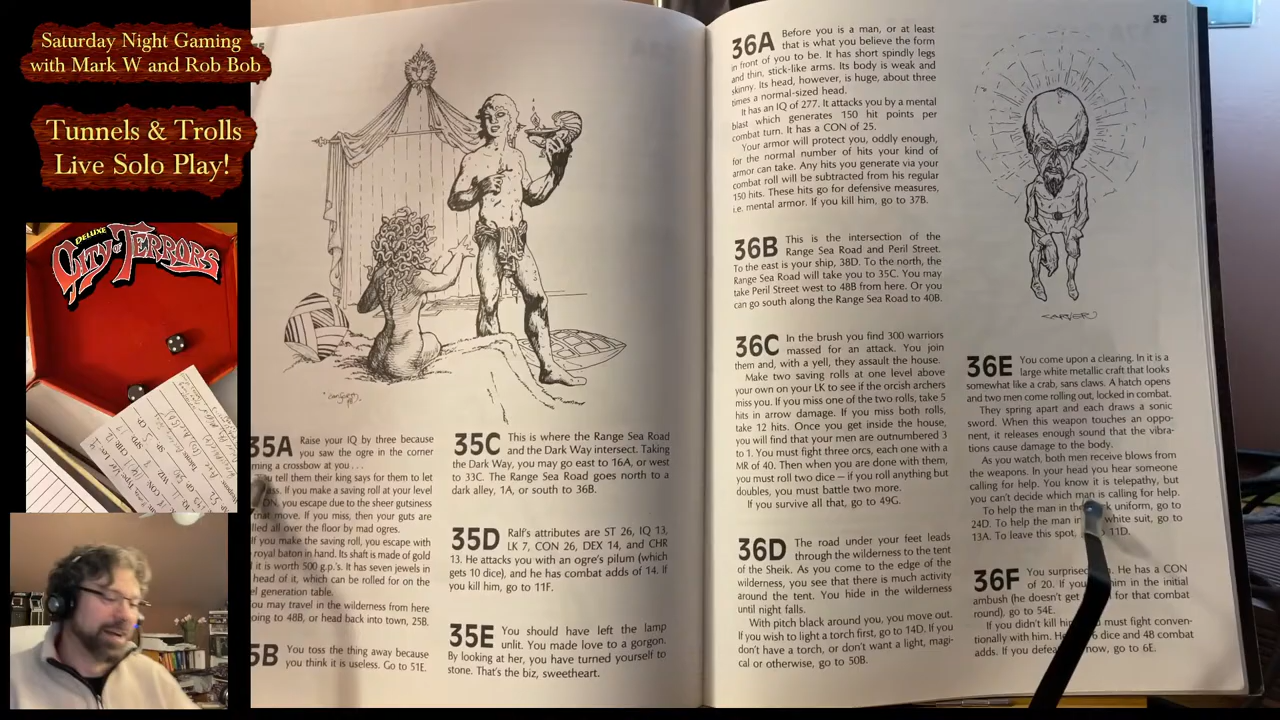 Saturday Night Gaming
with Mark W and Rob Bob
Tunnels & Trolls
Live Solo Play!
DELUXE
CITY OF TERRORS
35A Raise your IQ by three because
you saw the ogre in the corner
ming a crossbow at you . . .
you tell them their king says for them to let
pass. If you make a saving roll at your level
you escape due to the sheer gutsiness
that move. If you miss, then your guts are
lled all over the floor by mad ogres.
If you make the saving roll, you escape with
royal baton in hand. Its shaft is made of gold
it is worth 500 g.p.'s. It has seven jewels in
head of it, which can be rolled for on the
el generation table.
ou may travel in the wilderness from here
oing to 48B, or head back into town, 25B.
5B You toss the thing away because
you think it is useless. Go to 51E.
35C This is where the Range Sea Road
and the Dark Way intersect. Taking
the Dark Way, you may go east to 16A, or west
to 33C. The Range Sea Road goes north to a
dark alley, 1A, or south to 36B.
35D Ralf's attributes are ST 26, IQ 13,
LK 7, CON 26, DEX 14, and CHR
13. He attacks you with an ogre's pilum (which
gets 10 dice), and he has combat adds of 14. If
you kill him, go to 11F.
35E You should have left the lamp
unlit. You made love to a gorgon.
By looking at her, you have turned yourself to
stone. That's the biz, sweetheart.
36
36A Before you is a man, or at least
that is what you believe the form
in front of you to be. It has short spindly legs
and thin, stick-like arms. Its body is weak and
skinny. Its head, however, is huge, about three
times a normal-sized head.
It has an IQ of 277. It attacks you by a mental
blast which generates 150 hit points per
combat turn. It has a CON of 25.
Your armor will protect you, oddly enough,
for the normal number of hits your kind of
armor can take. Any hits you generate via your
combat roll will be subtracted from his regular
150 hits. These hits go for defensive measures,
i.e. mental armor. If you kill him, go to 37B.
36B This is the intersection of the
Range Sea Road and Peril Street.
To the east is your ship, 38D. To the north, the
Range Sea Road will take you to 35C. You may
take Peril Street west to 48B from here. Or you
can go south along the Range Sea Road to 40B.
36C In the brush you find 300 warriors
massed for an attack. You join
them and, with a yell, they assault the house.
Make two saving rolls at one level above
your own on your LK to see if the orcish archers
miss you. If you miss one of the two rolls, take 5
hits in arrow damage. If you miss both rolls,
take 12 hits. Once you get inside the house,
you will find that your men are outnumbered 3
to 1. You must fight three orcs, each one with a
MR of 40. Then when you are done with them,
you must roll two dice — if you roll anything but
doubles, you must battle two more.
If you survive all that, go to 49G.
36D The road under your feet leads
through the wilderness to the tent
of the Sheik. As you come to the edge of the
wilderness, you see that there is much activity
around the tent. You hide in the wilderness
until night falls.
With pitch black around you, you move out.
If you wish to light a torch first, go to 14D. If you
don't have a torch, or don't want a light, magi-
cal or otherwise, go to 50B.
36E You come upon a clearing. In it is a
large white metallic craft that looks
somewhat like a crab, sans claws. A hatch opens
and two men come rolling out, locked in combat.
They spring apart and each draws a sonic
sword. When this weapon touches an oppo-
nent, it releases enough sound that the vibra-
tions cause damage to the body.
As you watch, both men receive blows from
the weapons. In your head you hear someone
calling for help. You know it is telepathy, but
you can't decide which man is calling for help.
To help the man in the k uniform, go to
24D. To help the man in white suit, go to
13A. To leave this spot, 11D.
36F You surprised He has a CON
of 20. If you him in the initial
ambush (he doesn't get for that combat
round), go to 54E.
If you didn't kill hi must fight conven-
tionally with him. He 6 dice and 48 combat
adds. If you defea now, go to 6E.